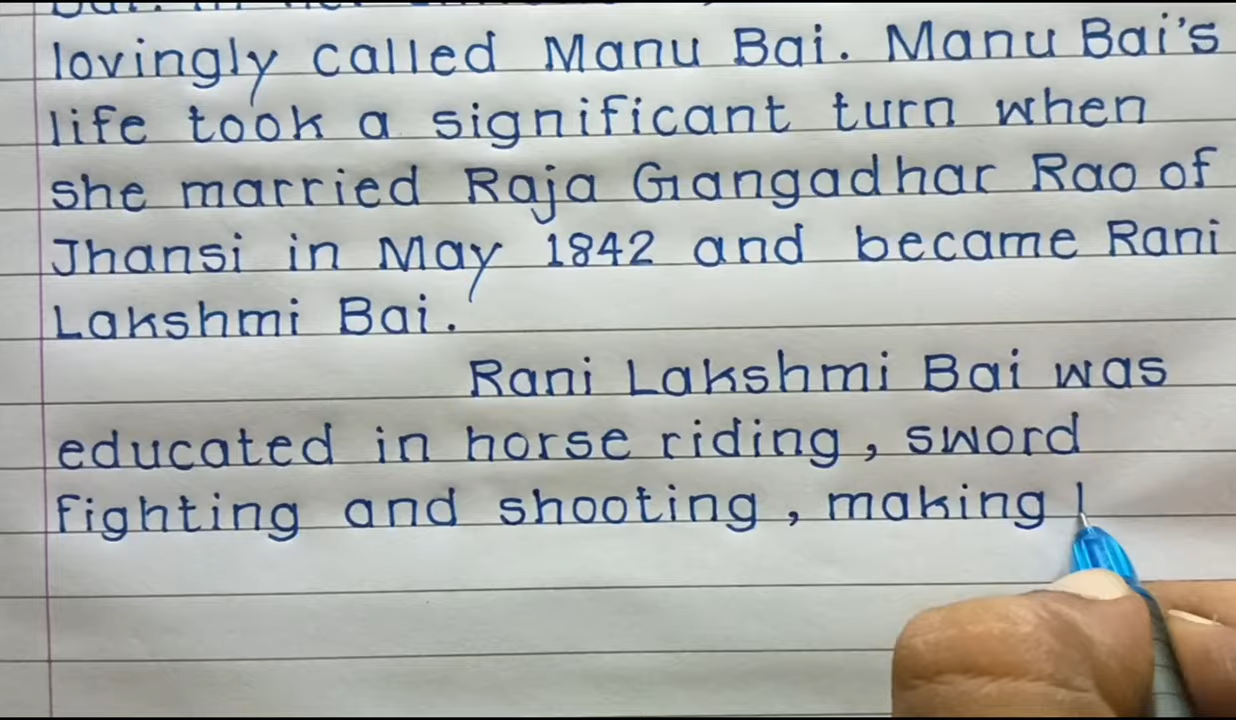 lovingly called Manu Bai. Manu Bai's
life took a significant turn when
she married Raja Gangadhar Rao of
Jhansi in May 1842 and became Rani
Lakshmi Bai.
Rani Lakshmi Bai was
educated in horse riding, sword
fighting and shooting, making